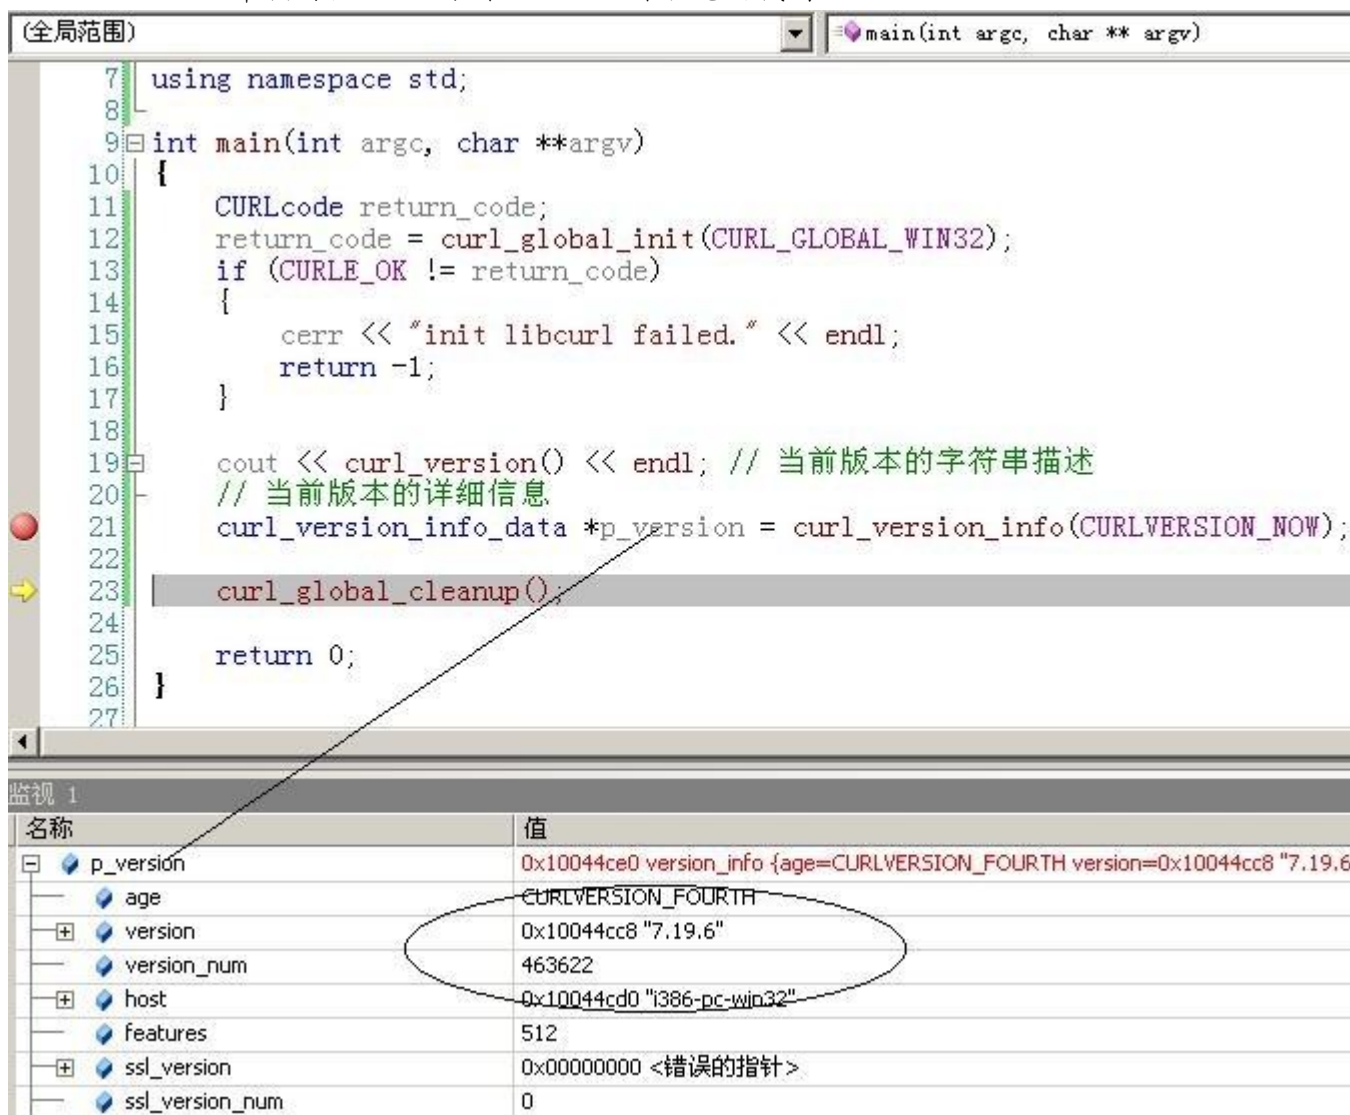 (全局范围) main(int argc, char ** argv)
7 using namespace std;
8
9 int main(int argc, char **argv)
10 {
11 CURLcode return_code;
12 return_code = curl_global_init(CURL_GLOBAL_WIN32);
13 if (CURLE_OK != return_code)
14 {
15 cerr << "init libcurl failed." << endl;
16 return -1;
17 }
18
19 cout << curl_version() << endl; // 当前版本的字符串描述
20 // 当前版本的详细信息
21 curl_version_info_data *p_version = curl_version_info(CURLVERSION_NOW);
22
23 curl_global_cleanup();
24
25 return 0;
26 }
27
监视 1
名称 值
p_version 0x10044ce0 version_info {age=CURLVERSION_FOURTH version=0x10044cc8 "7.19.6
age CURLVERSION_FOURTH
version 0x10044cc8 "7.19.6"
version_num 463622
host 0x10044cd0 "i386-pc-win32"
features 512
ssl_version 0x00000000 <错误的指针>
ssl_version_num 0